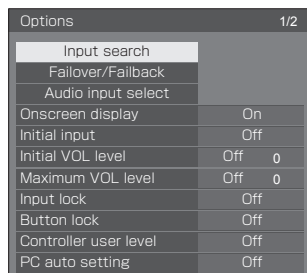 Options 1/2
Input search
Failover/Failback
Audio input select
Onscreen display On
Initial input Off
Initial VOL level Off 0
Maximum VOL level Off 0
Input lock Off
Button lock Off
Controller user level Off
PC auto setting Off